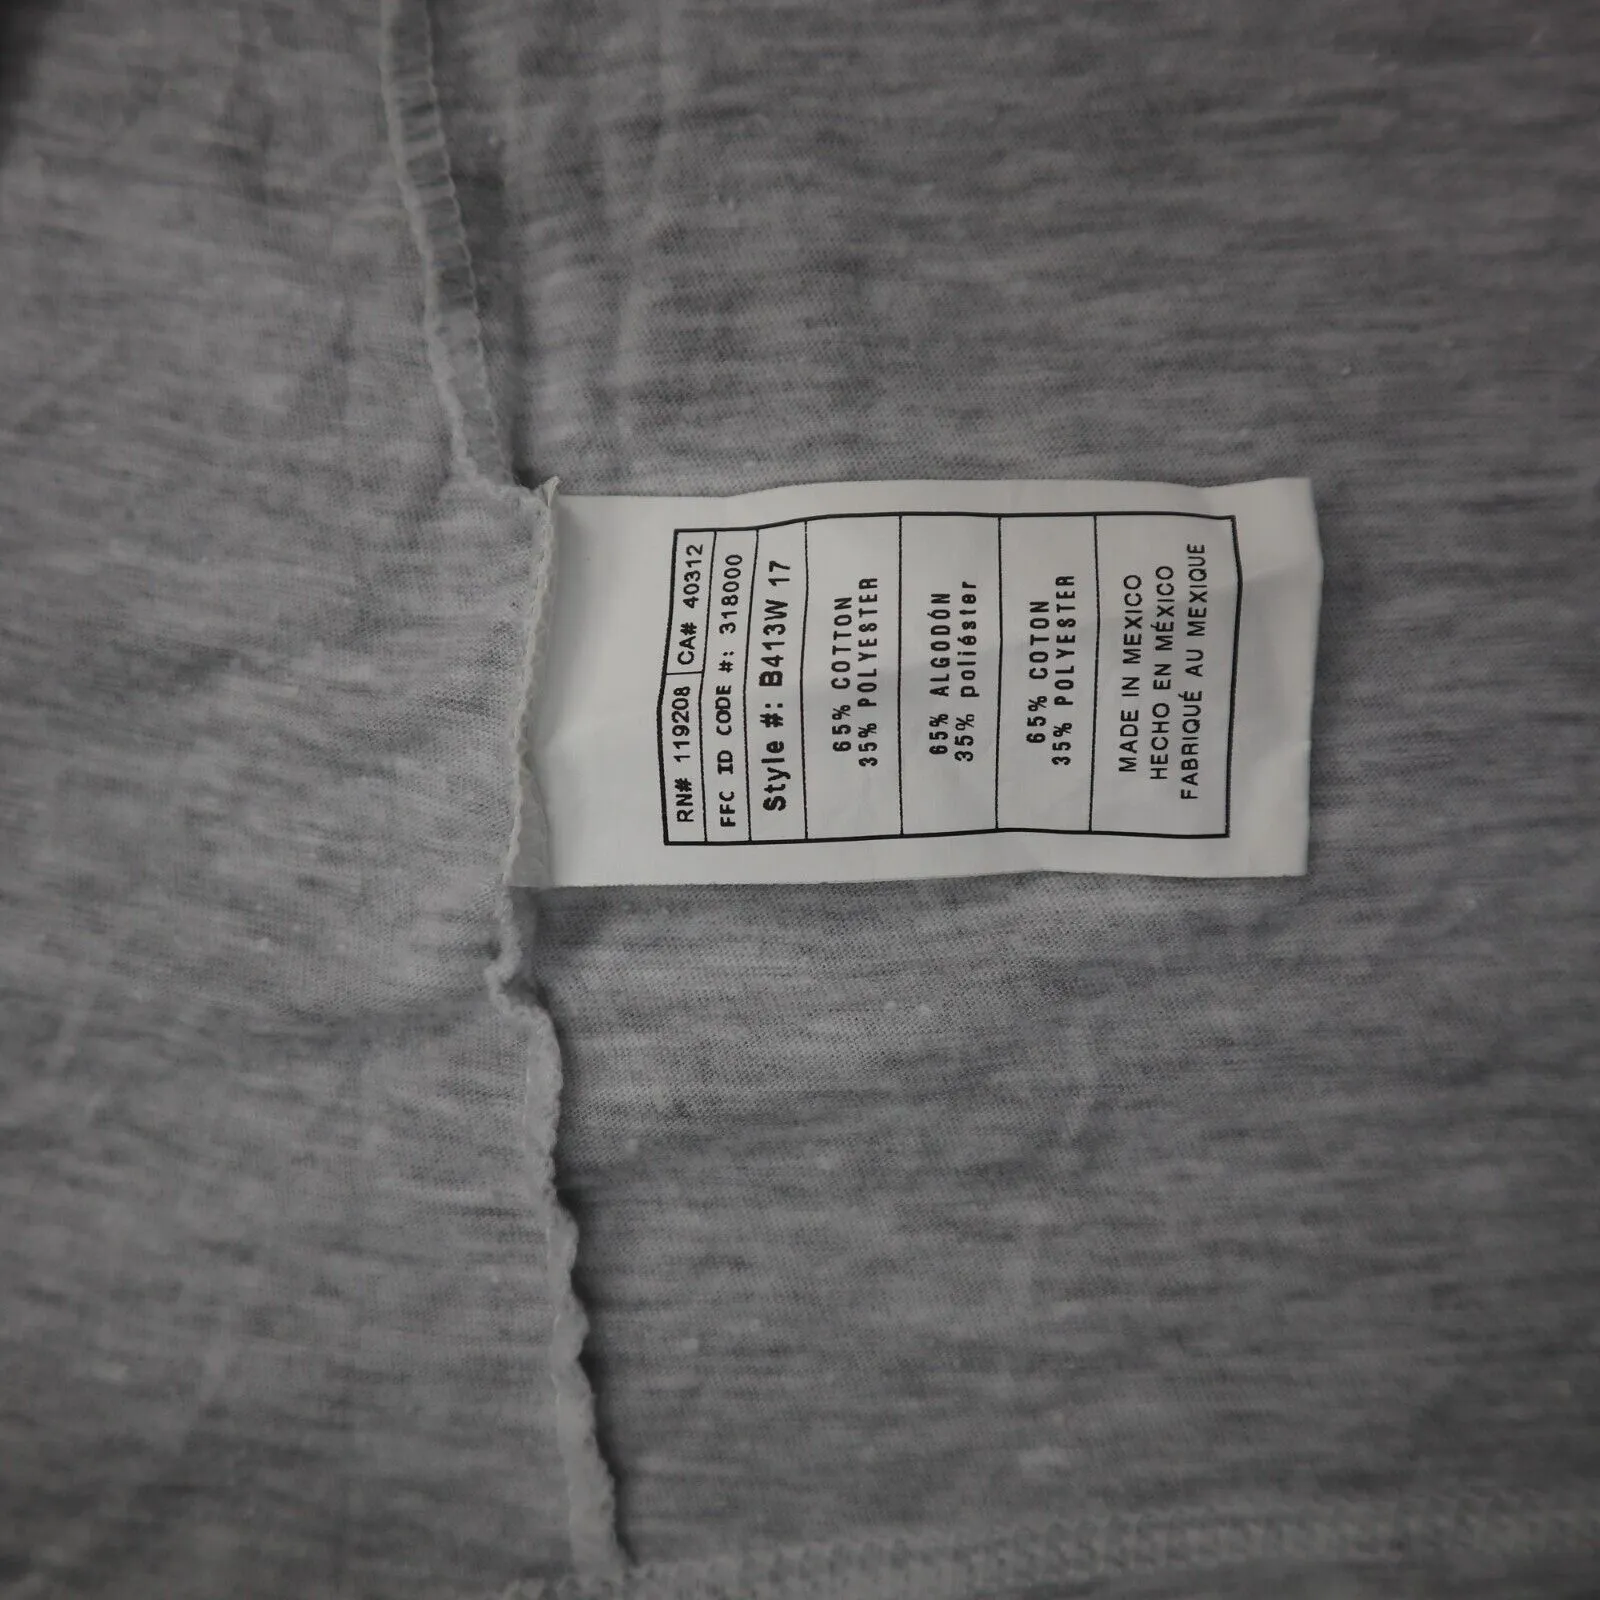 RN# 119208 CA# 40312
FFC ID CODE #: 318000
Style #: B413W 17
65% COTTON
35% POLYESTER
65% ALGODÓN
35% poliéster
65% COTON
35% POLYESTER
MADE IN MEXICO
HECHO EN MÉXICO
FABRIQUÉ AU MEXIQUE